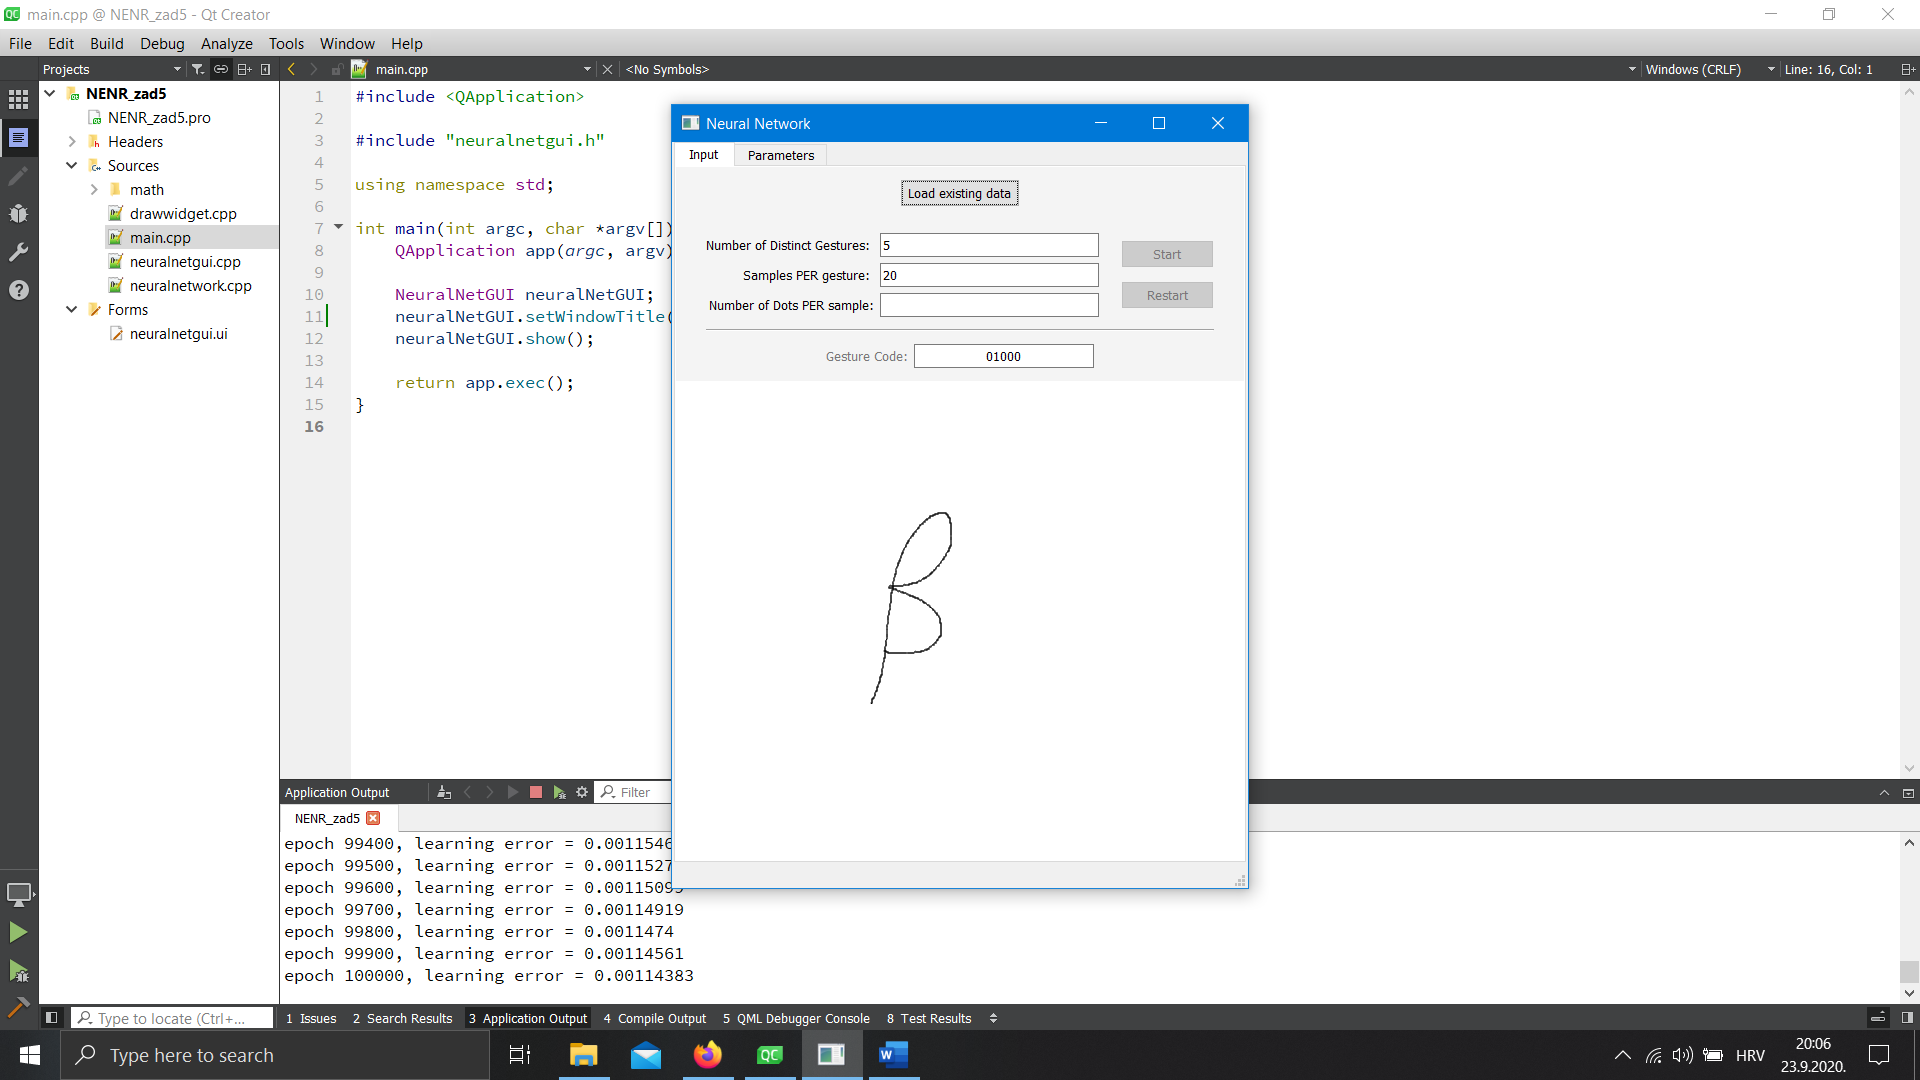 main.cpp @ NENR_zad5 - Qt Creator
File Edit Build Debug Analyze Tools Window Help
Projects main.cpp <No Symbols> Windows (CRLF) Line: 16, Col: 1
NENR_zad5
NENR_zad5.pro
Headers
Sources
math
drawwidget.cpp
main.cpp
neuralnetgui.cpp
neuralnetwork.cpp
Forms
neuralnetgui.ui
1 #include <QApplication>
2
3 #include "neuralnetgui.h"
4
5 using namespace std;
6
7 int main(int argc, char *argv[])
8 QApplication app(argc, argv)
9
10 NeuralNetGUI neuralNetGUI;
11 neuralNetGUI.setWindowTitle(
12 neuralNetGUI.show();
13
14 return app.exec();
15 }
16
Neural Network
Input Parameters
Load existing data
Number of Distinct Gestures: 5
Samples PER gesture: 20
Number of Dots PER sample:
Start
Restart
Gesture Code: 01000
β
Application Output Filter
NENR_zad5
epoch 99400, learning error = 0.0011546
epoch 99500, learning error = 0.0011527
epoch 99600, learning error = 0.00115095
epoch 99700, learning error = 0.00114919
epoch 99800, learning error = 0.0011474
epoch 99900, learning error = 0.00114561
epoch 100000, learning error = 0.00114383
Type to locate (Ctrl+... 1 Issues 2 Search Results 3 Application Output 4 Compile Output 5 QML Debugger Console 8 Test Results
Type here to search
QC
W
HRV
20:06
23.9.2020.